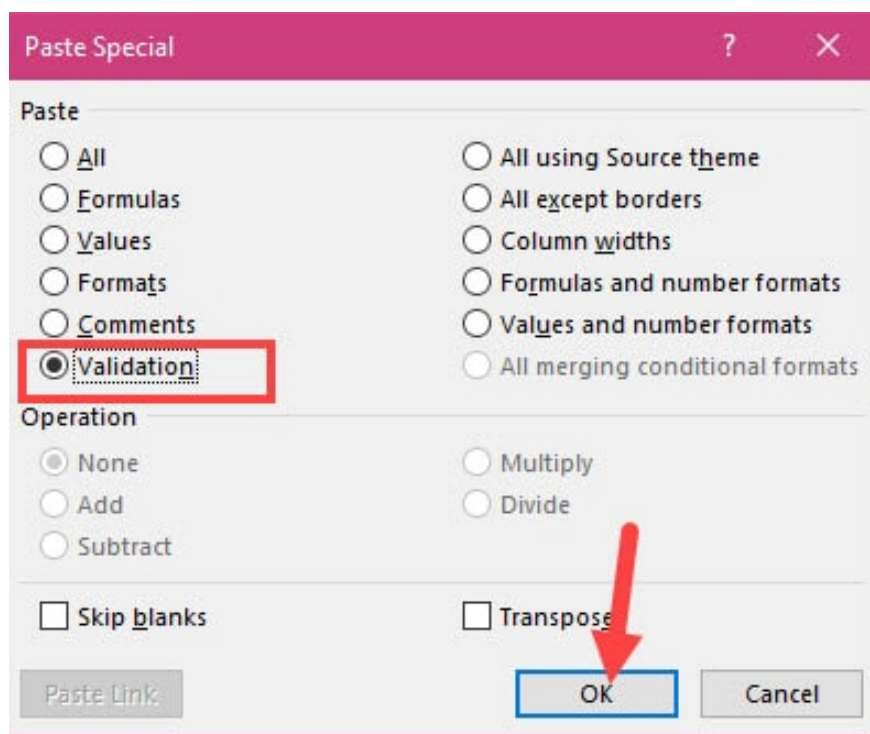 Paste Special ?
Paste
All
Formulas
Values
Formats
Comments
Validation
All using Source theme
All except borders
Column widths
Formulas and number formats
Values and number formats
All merging conditional formats
Operation
None
Add
Subtract
Multiply
Divide
Skip blanks
Transpose
Paste Link
OK
Cancel